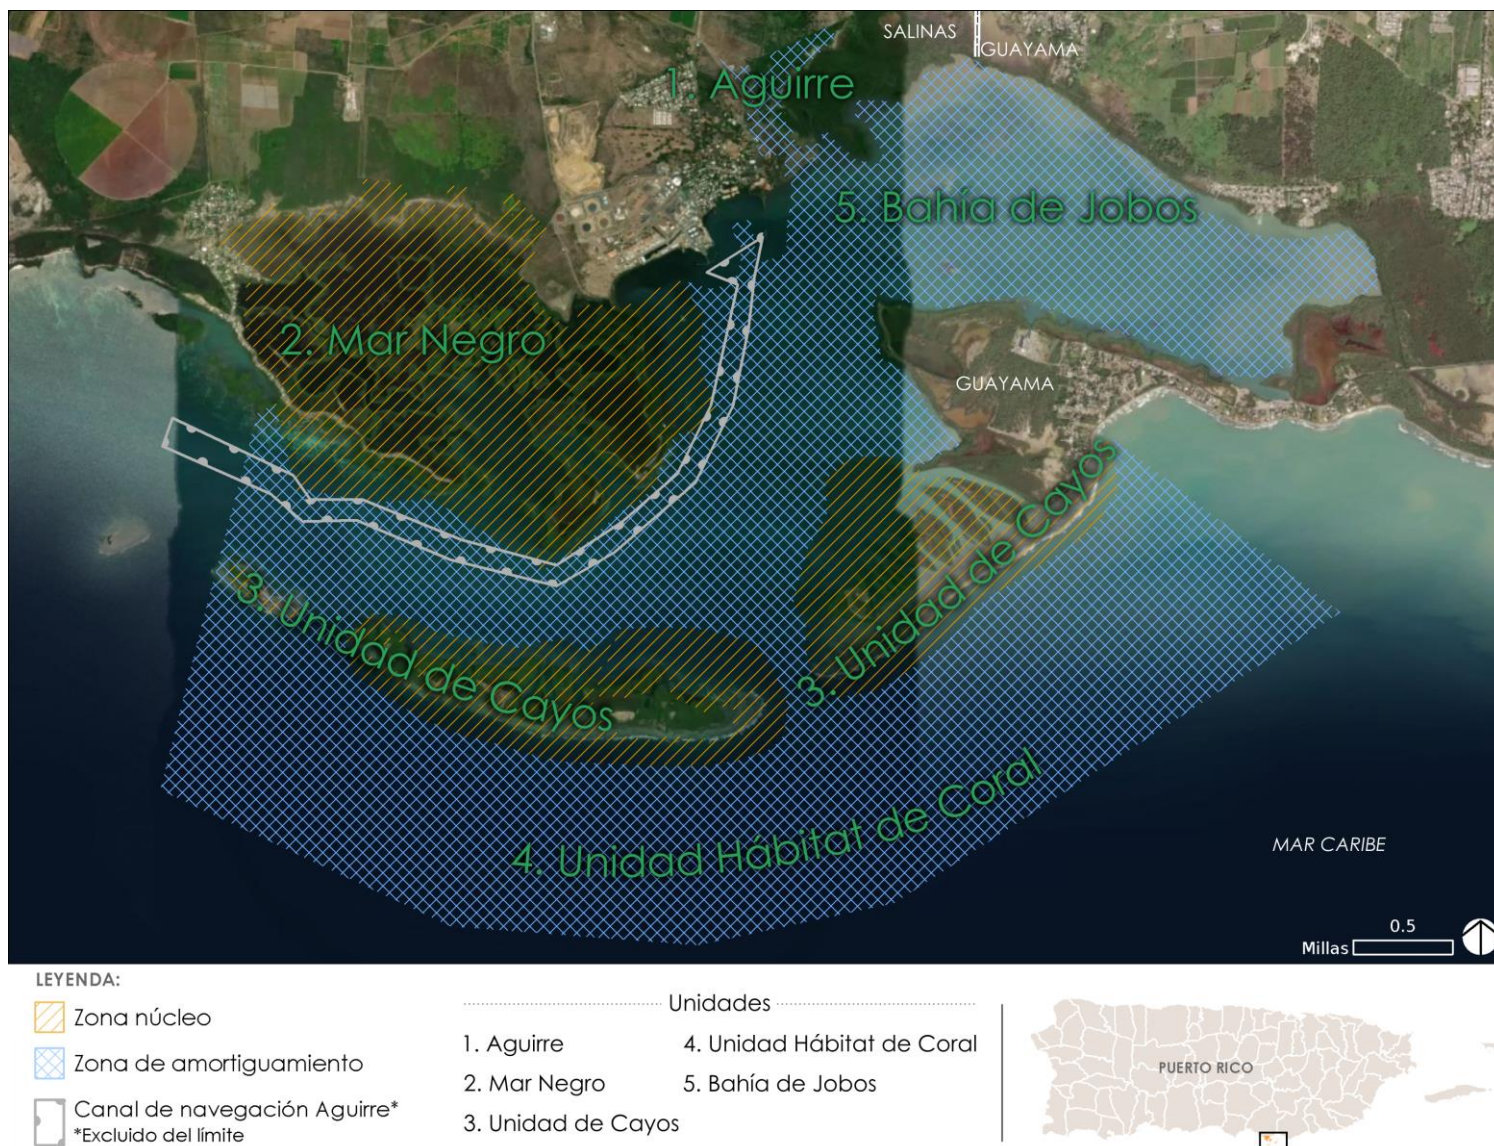 SALINAS
GUAYAMA
1. Aguirre
5. Bahía de Jobos
2. Mar Negro
GUAYAMA
3. Unidad de Cayos
3. Unidad de Cayos
4. Unidad Hábitat de Coral
MAR CARIBE
0.5
Millas
LEYENDA:
Zona núcleo
Zona de amortiguamiento
Canal de navegación Aguirre*
*Excluido del límite
Unidades
1. Aguirre
2. Mar Negro
3. Unidad de Cayos
4. Unidad Hábitat de Coral
5. Bahía de Jobos
PUERTO RICO